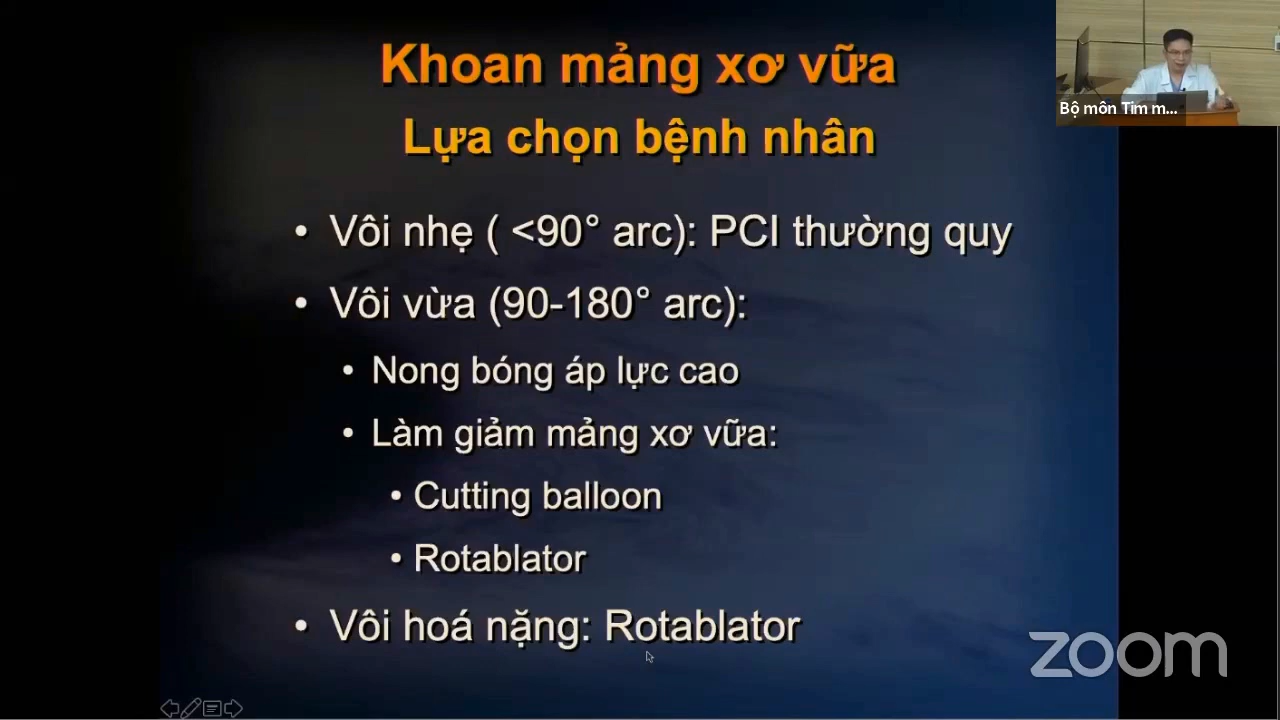 Khoan mảng xơ vữa
Lựa chọn bệnh nhân
• Vôi nhẹ ( <90° arc): PCI thường quy
• Vôi vừa (90-180° arc):
• Nong bóng áp lực cao
• Làm giảm mảng xơ vữa:
• Cutting balloon
• Rotablator
• Vôi hoá nặng: Rotablator
Bộ môn Tim m...
zoom